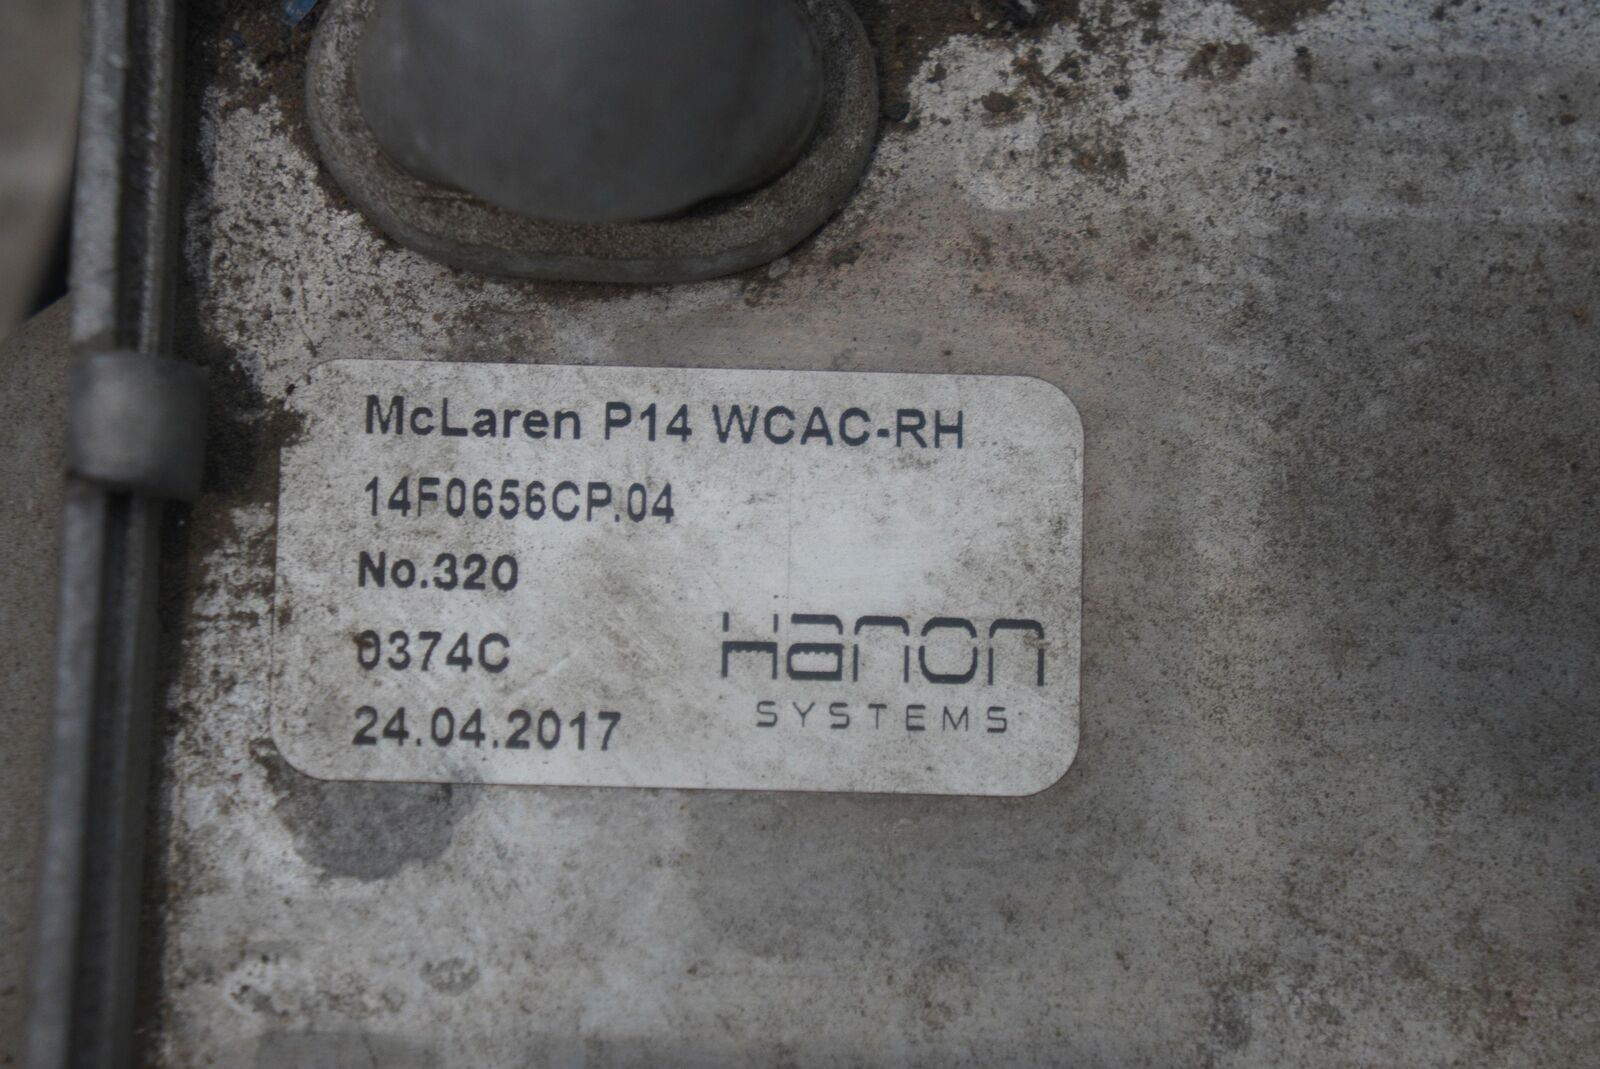 McLaren P14 WCAC-RH
14F0656CP.04
No.320
0374C
24.04.2017
Hanon
SYSTEMS